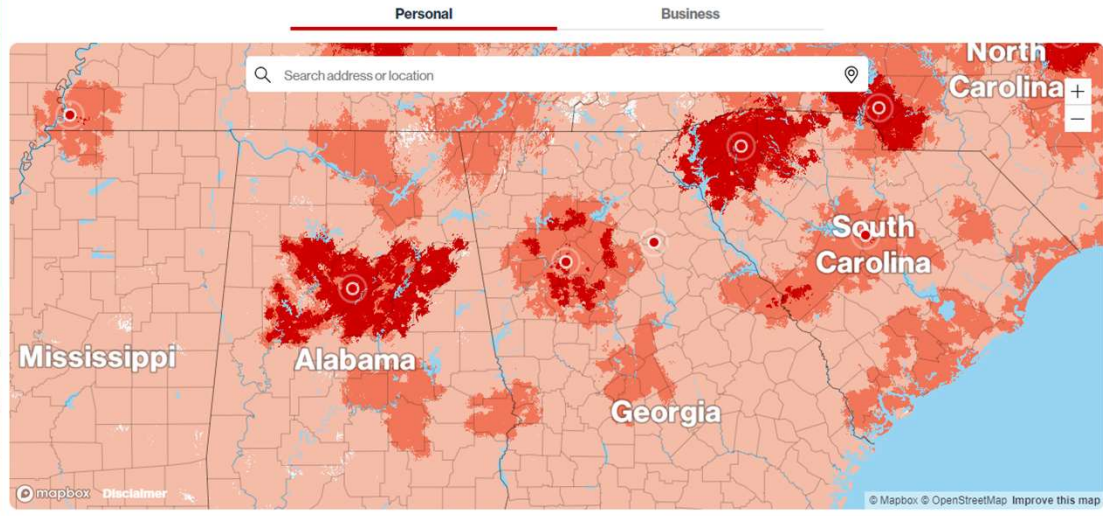 Personal
Business
Search address or location
North
Carolina
+
−
South
Carolina
Mississippi
Alabama
Georgia
mapbox Disclaimer
© Mapbox © OpenStreetMap Improve this map